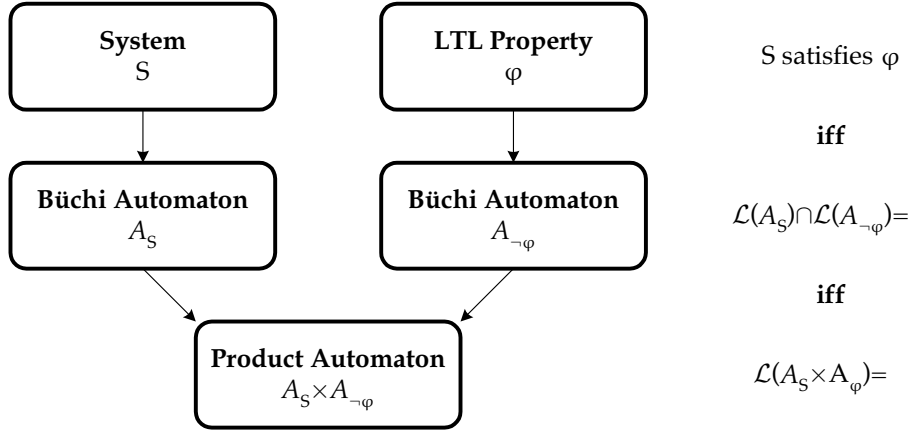 System
S
LTL Property
φ
S satisfies φ
iff
Büchi Automaton
A_S
Büchi Automaton
A_¬φ
ℒ(A_S)∩ℒ(A_¬φ)=
iff
Product Automaton
A_S×A_¬φ
ℒ(A_S×A_φ)=